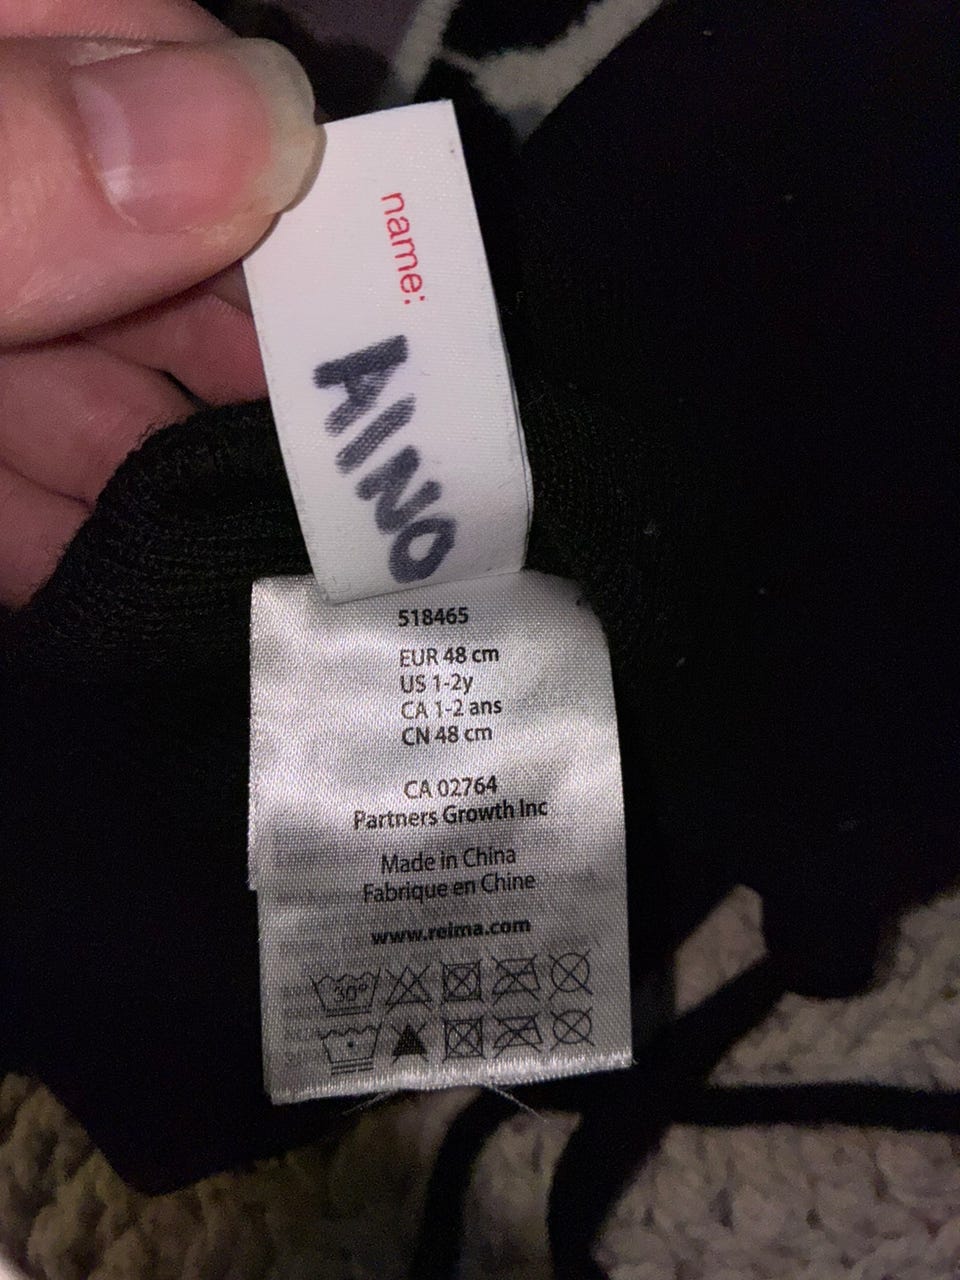 name:
AINO
518465
EUR 48 cm
US 1-2y
CA 1-2 ans
CN 48 cm
CA 02764
Partners Growth Inc
Made in China
Fabrique en Chine
www.reima.com
30°